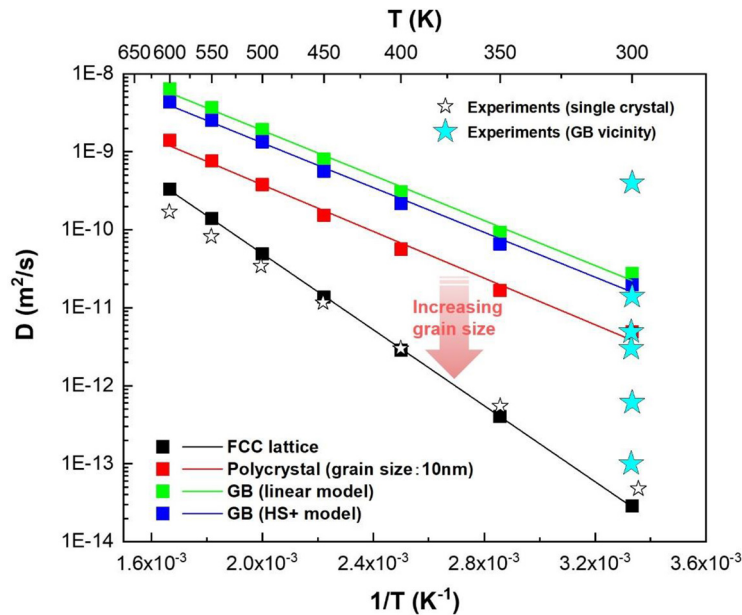 T (K)
650 600 550 500 450 400 350 300
1E-8
1E-9
1E-10
1E-11
1E-12
1E-13
1E-14
D (m²/s)
Experiments (single crystal)
Experiments (GB vicinity)
Increasing
grain size
FCC lattice
Polycrystal (grain size:10nm)
GB (linear model)
GB (HS+ model)
1.6x10⁻³ 2.0x10⁻³ 2.4x10⁻³ 2.8x10⁻³ 3.2x10⁻³ 3.6x10⁻³
1/T (K⁻¹)